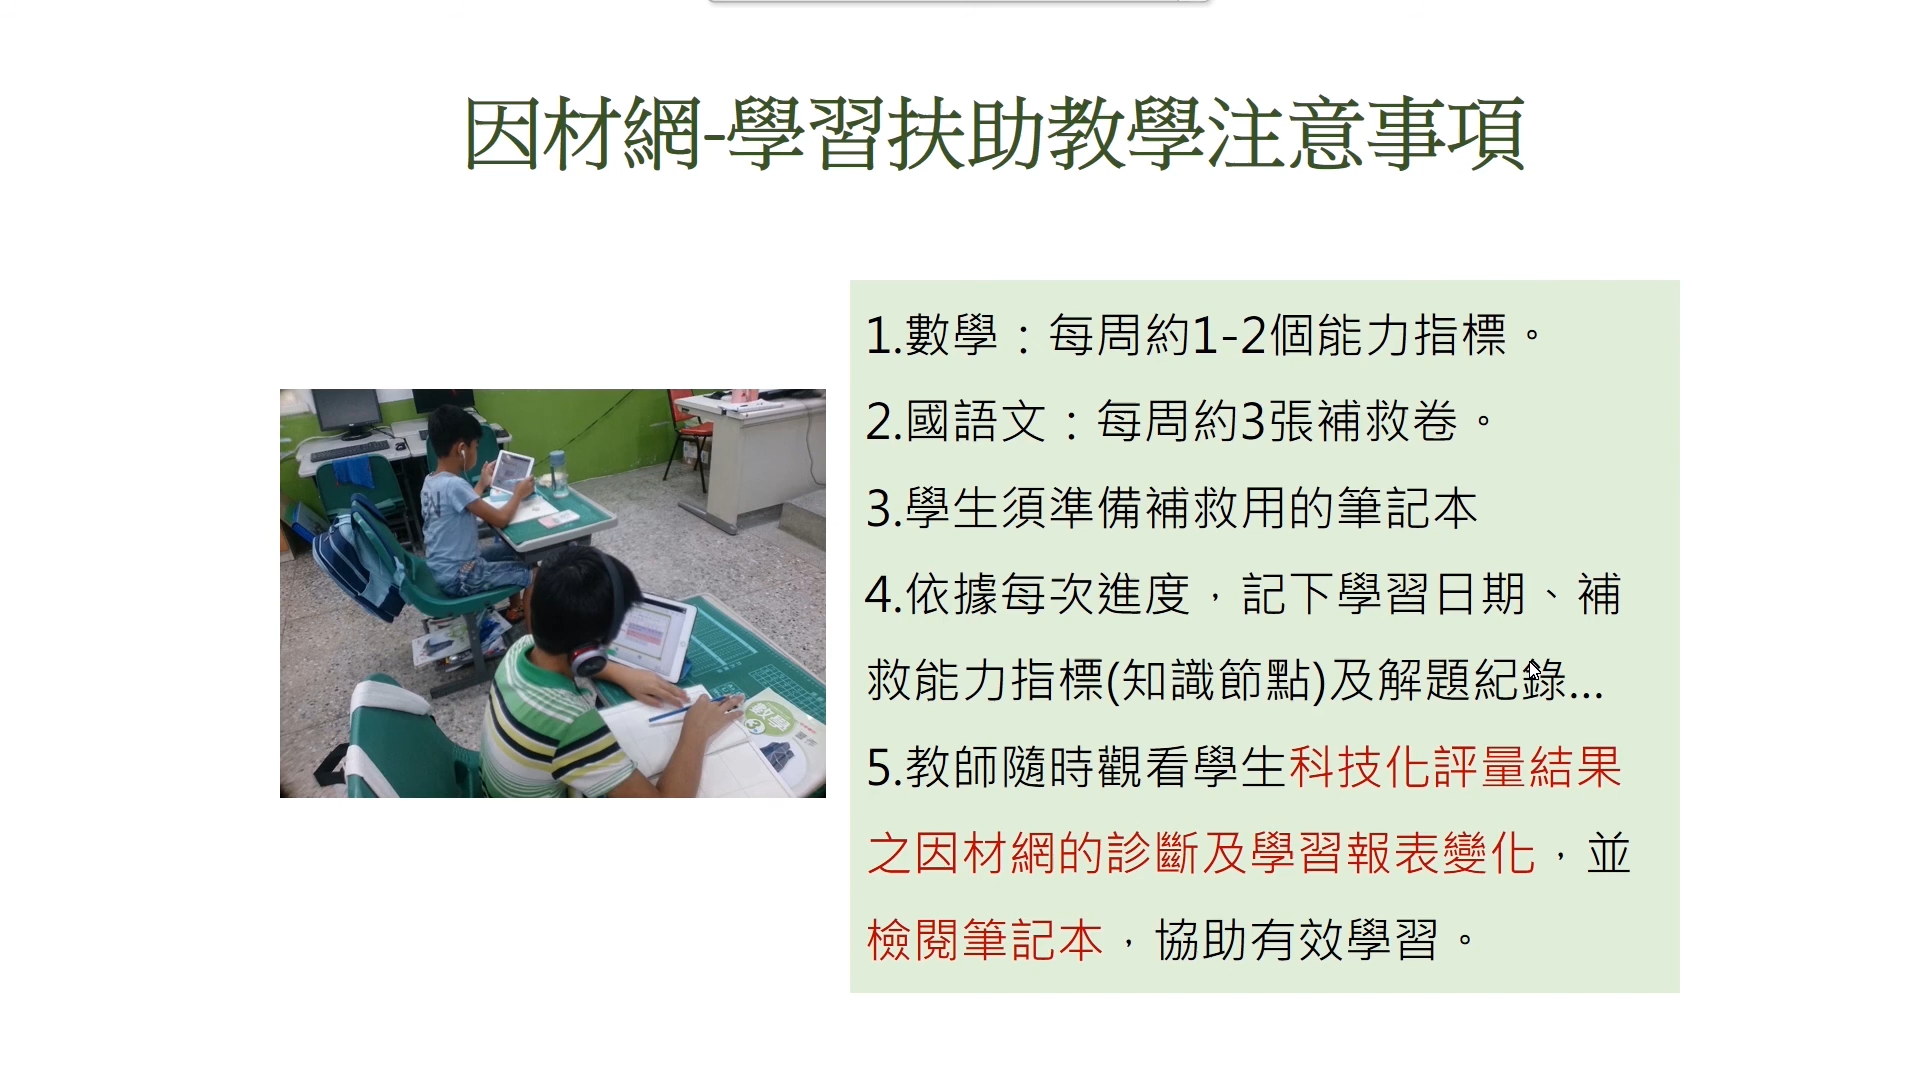 因材網-學習扶助教學注意事項
1.數學：每周約1-2個能力指標。
2.國語文：每周約3張補救卷。
3.學生須準備補救用的筆記本
4.依據每次進度，記下學習日期、補
救能力指標(知識節點)及解題紀錄...
5.教師隨時觀看學生科技化評量結果
之因材網的診斷及學習報表變化，並
檢閱筆記本，協助有效學習。
數學